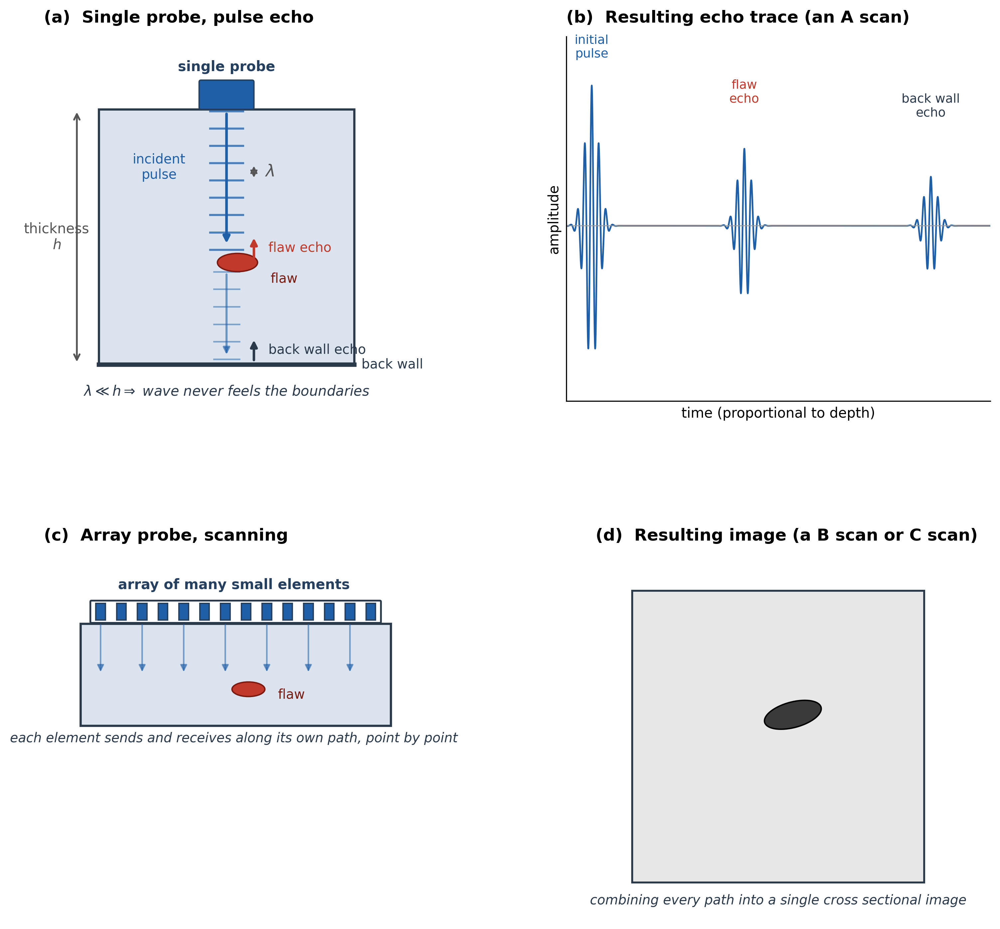 (a)  Single probe, pulse echo
single probe
incident
pulse
λ
thickness
h
flaw echo
flaw
back wall echo
back wall
λ ≪ h ⇒ wave never feels the boundaries
(b)  Resulting echo trace (an A scan)
initial
pulse
flaw
echo
back wall
echo
amplitude
time (proportional to depth)
(c)  Array probe, scanning
array of many small elements
flaw
each element sends and receives along its own path, point by point
(d)  Resulting image (a B scan or C scan)
combining every path into a single cross sectional image